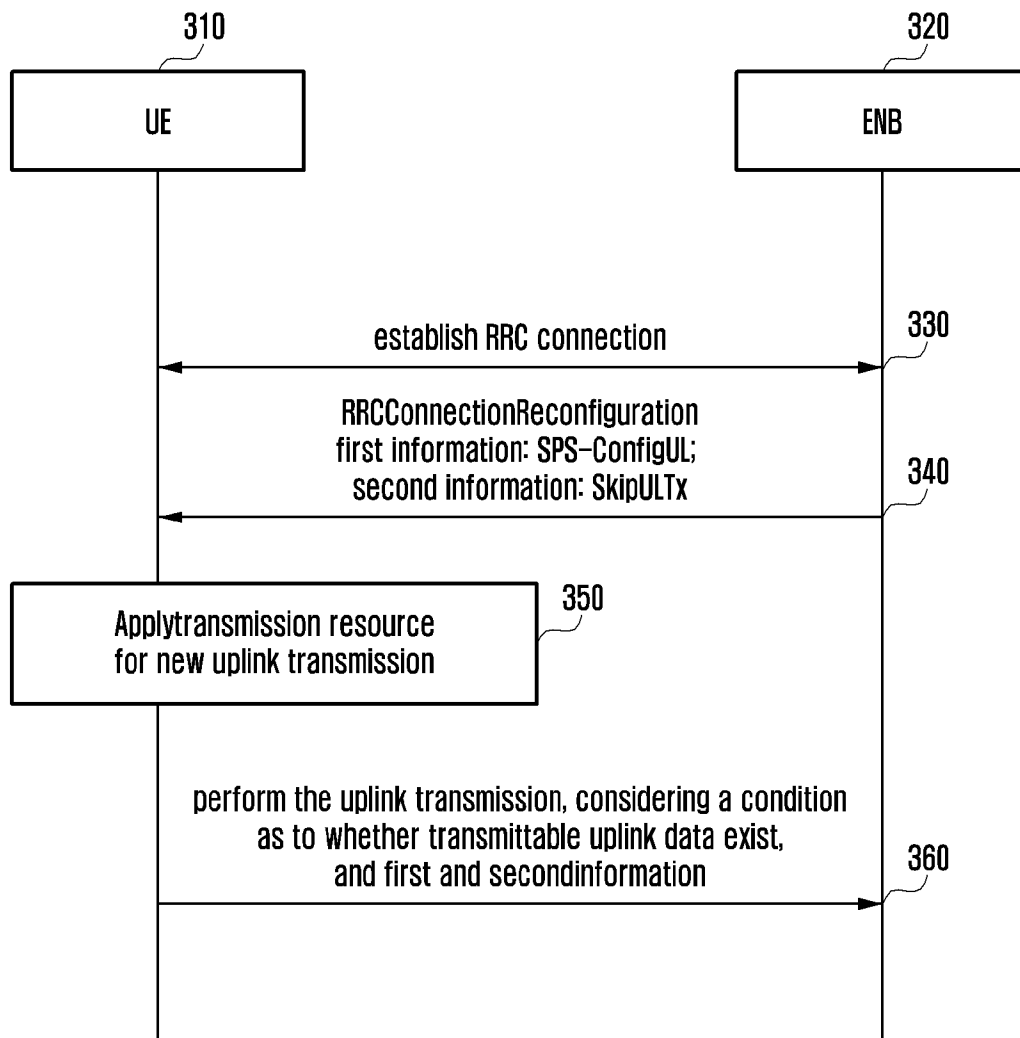 310
320
UE
ENB
establish RRC connection
330
RRCConnectionReconfiguration
first information: SPS-ConfigUL;
second information: SkipULTx
340
Applytransmission resource
for new uplink transmission
350
perform the uplink transmission, considering a condition
as to whether transmittable uplink data exist,
and first and secondinformation
360